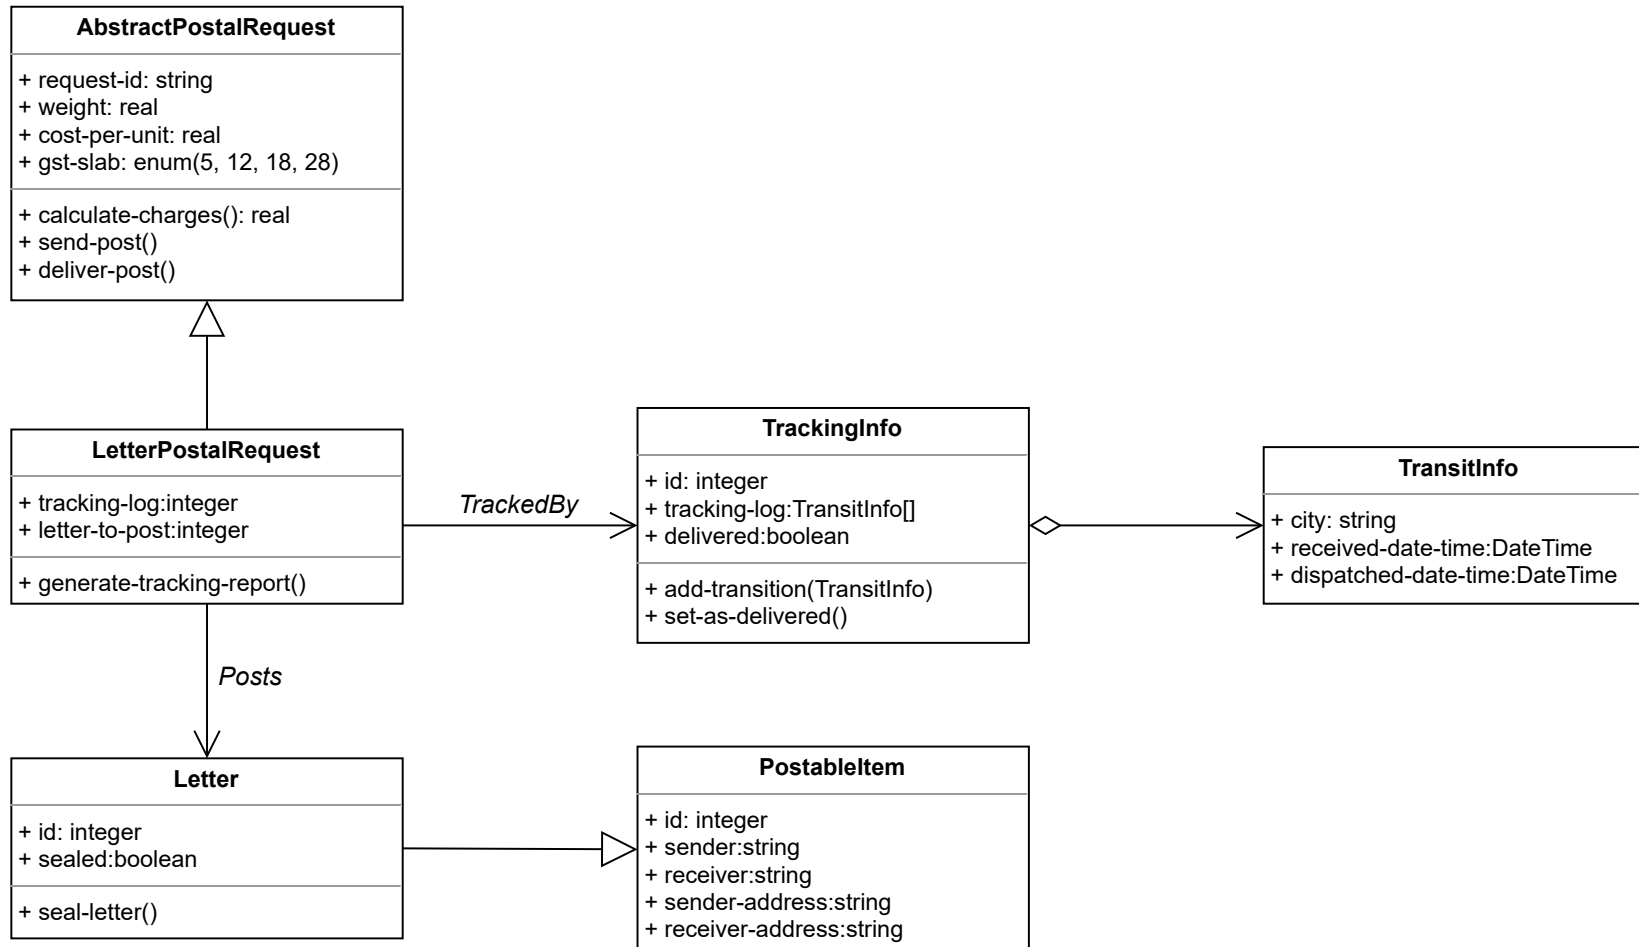 AbstractPostalRequest
+ request-id: string
+ weight: real
+ cost-per-unit: real
+ gst-slab: enum(5, 12, 18, 28)
+ calculate-charges(): real
+ send-post()
+ deliver-post()
LetterPostalRequest
+ tracking-log:integer
+ letter-to-post:integer
+ generate-tracking-report()
TrackedBy
TrackingInfo
+ id: integer
+ tracking-log:TransitInfo[]
+ delivered:boolean
+ add-transition(TransitInfo)
+ set-as-delivered()
TransitInfo
+ city: string
+ received-date-time:DateTime
+ dispatched-date-time:DateTime
Posts
Letter
+ id: integer
+ sealed:boolean
+ seal-letter()
PostableItem
+ id: integer
+ sender:string
+ receiver:string
+ sender-address:string
+ receiver-address:string